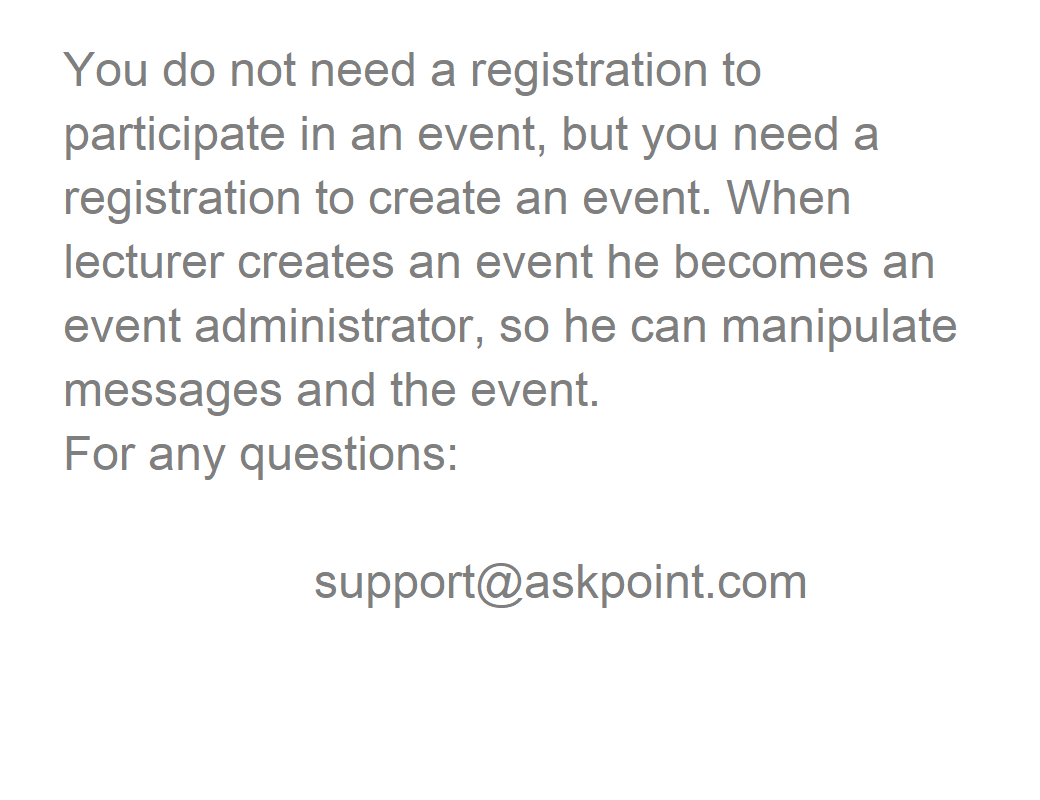 You do not need a registration to
participate in an event, but you need a
registration to create an event. When
lecturer creates an event he becomes an
event administrator, so he can manipulate
messages and the event.
For any questions:
support@askpoint.com